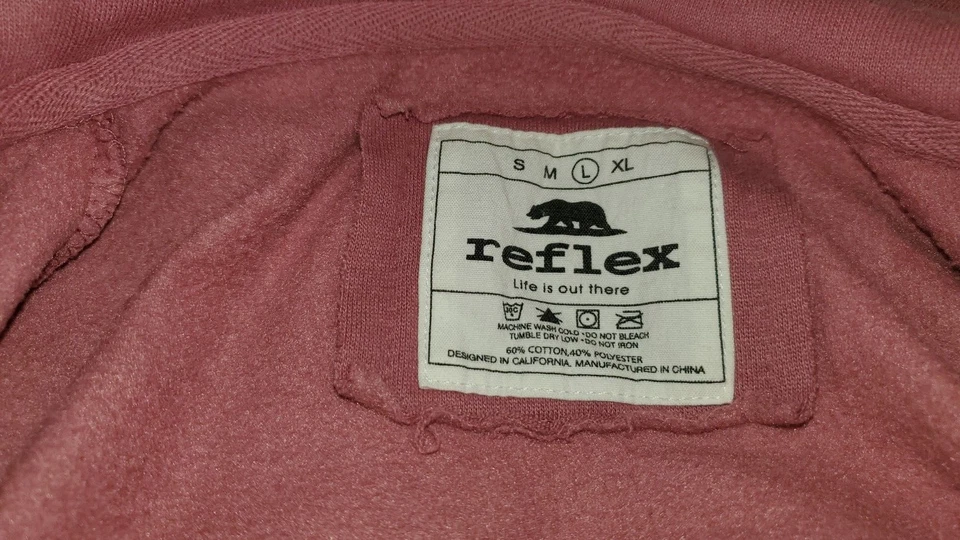 S M L XL
reflex
Life is out there
30C
MACHINE WASH COLD • DO NOT BLEACH
TUMBLE DRY LOW • DO NOT IRON
60% COTTON, 40% POLYESTER
DESIGNED IN CALIFORNIA. MANUFACTURED IN CHINA